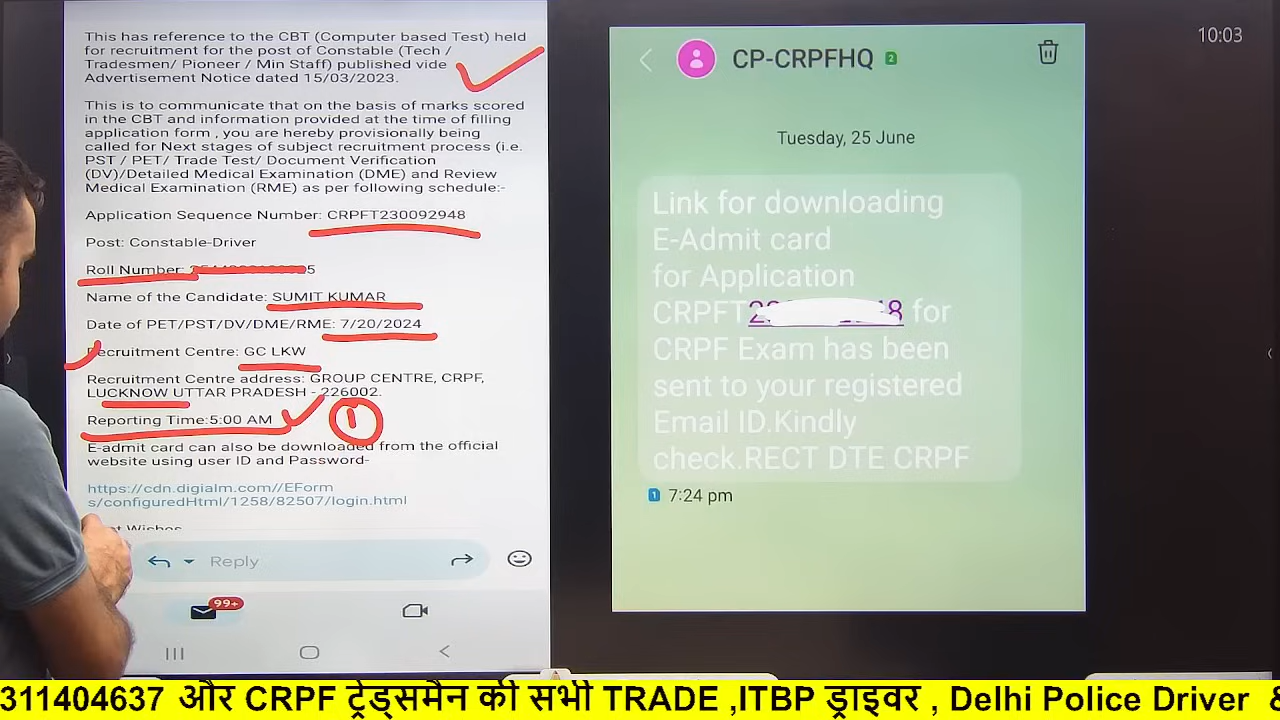 This has reference to the CBT (Computer based Test) held
for recruitment for the post of Constable (Tech /
Tradesmen/ Pioneer / Min Staff) published vide
Advertisement Notice dated 15/03/2023.
This is to communicate that on the basis of marks scored
in the CBT and information provided at the time of filling
application form , you are hereby provisionally being
called for Next stages of subject recruitment process (i.e.
PST / PET/ Trade Test/ Document Verification
(DV)/Detailed Medical Examination (DME) and Review
Medical Examination (RME) as per following schedule:-
Application Sequence Number: CRPFT230092948
Post: Constable-Driver
Roll Number: 5
Name of the Candidate: SUMIT KUMAR
Date of PET/PST/DV/DME/RME: 7/20/2024
Recruitment Centre: GC LKW
Recruitment Centre address: GROUP CENTRE, CRPF,
LUCKNOW UTTAR PRADESH - 226002.
Reporting Time:5:00 AM
1
E-admit card can also be downloaded from the official
website using user ID and Password-
https://cdn.digialm.com//EForm
s/configuredHtml/1258/82507/login.html
Wishes
Reply
99+
10:03
CP-CRPFHQ 2
Tuesday, 25 June
Link for downloading
E-Admit card
for Application
CRPFT2 8 for
CRPF Exam has been
sent to your registered
Email ID.Kindly
check.RECT DTE CRPF
1 7:24 pm
311404637 और CRPF ट्रेड्समैन की सभी TRADE ,ITBP ड्राइवर , Delhi Police Driver &